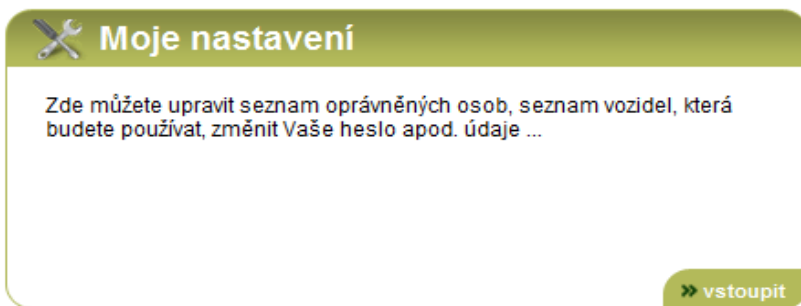 Moje nastavení
Zde můžete upravit seznam oprávněných osob, seznam vozidel, která
budete používat, změnit Vaše heslo apod. údaje ...
» vstoupit